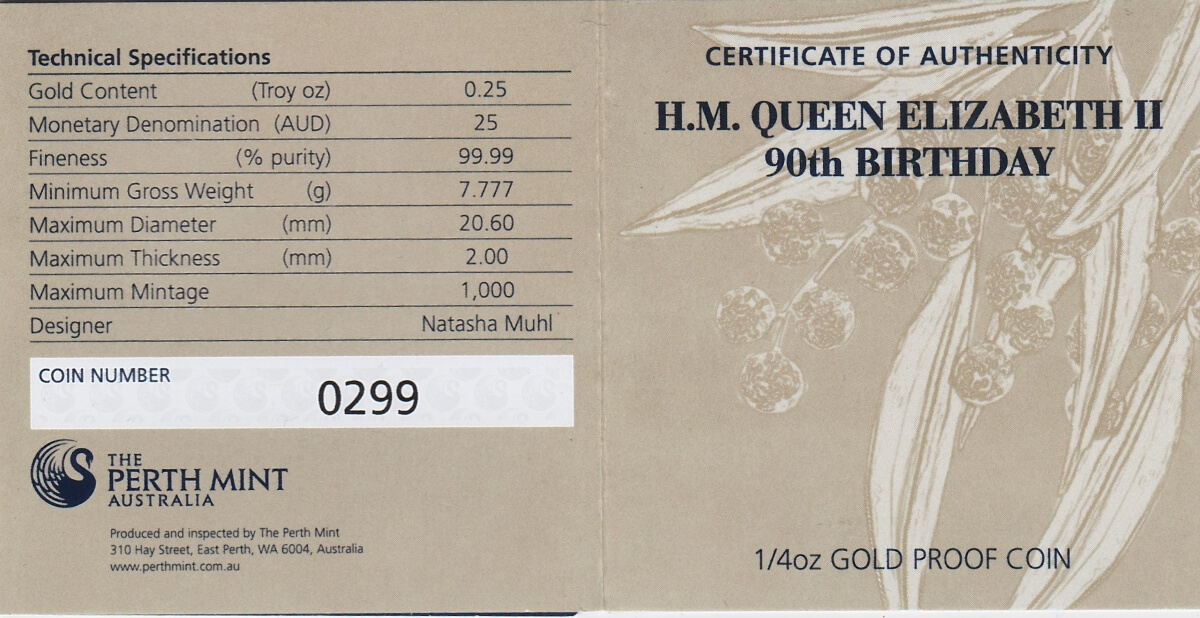 Technical Specifications
Gold Content (Troy oz) 0.25
Monetary Denomination (AUD) 25
Fineness (% purity) 99.99
Minimum Gross Weight (g) 7.777
Maximum Diameter (mm) 20.60
Maximum Thickness (mm) 2.00
Maximum Mintage 1,000
Designer Natasha Muhl
COIN NUMBER
0299
THE
PERTH MINT
AUSTRALIA
Produced and inspected by The Perth Mint
310 Hay Street, East Perth, WA 6004, Australia
www.perthmint.com.au
CERTIFICATE OF AUTHENTICITY
H.M. QUEEN ELIZABETH II
90th BIRTHDAY
1/4oz GOLD PROOF COIN